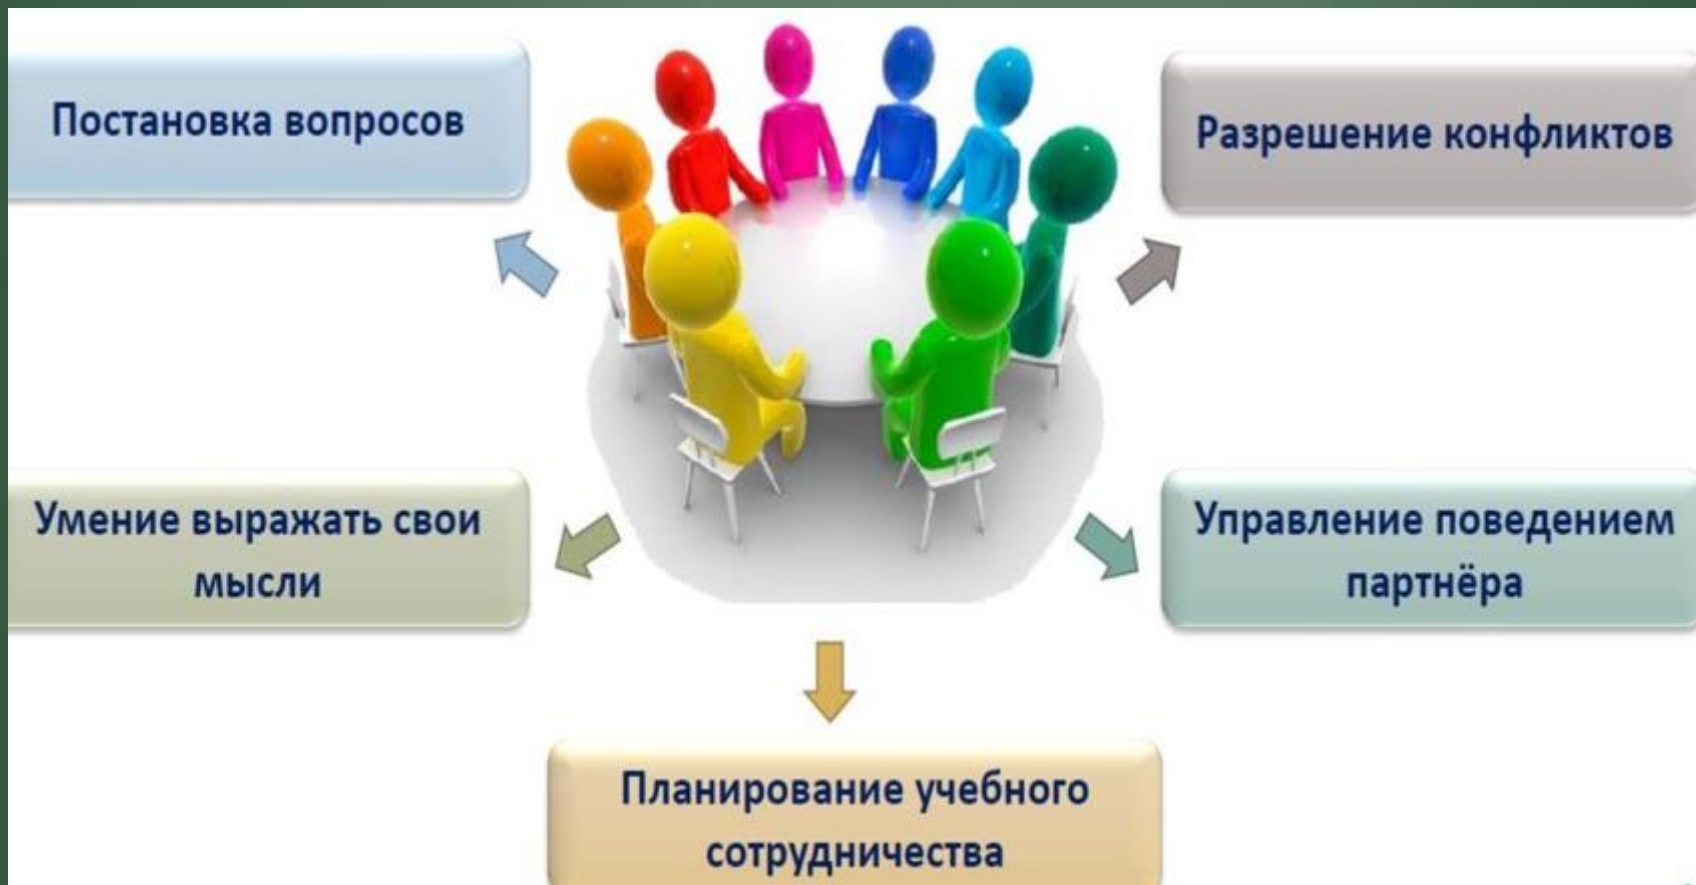 Постановка вопросов
Разрешение конфликтов
Умение выражать свои
мысли
Управление поведением
партнёра
Планирование учебного
сотрудничества